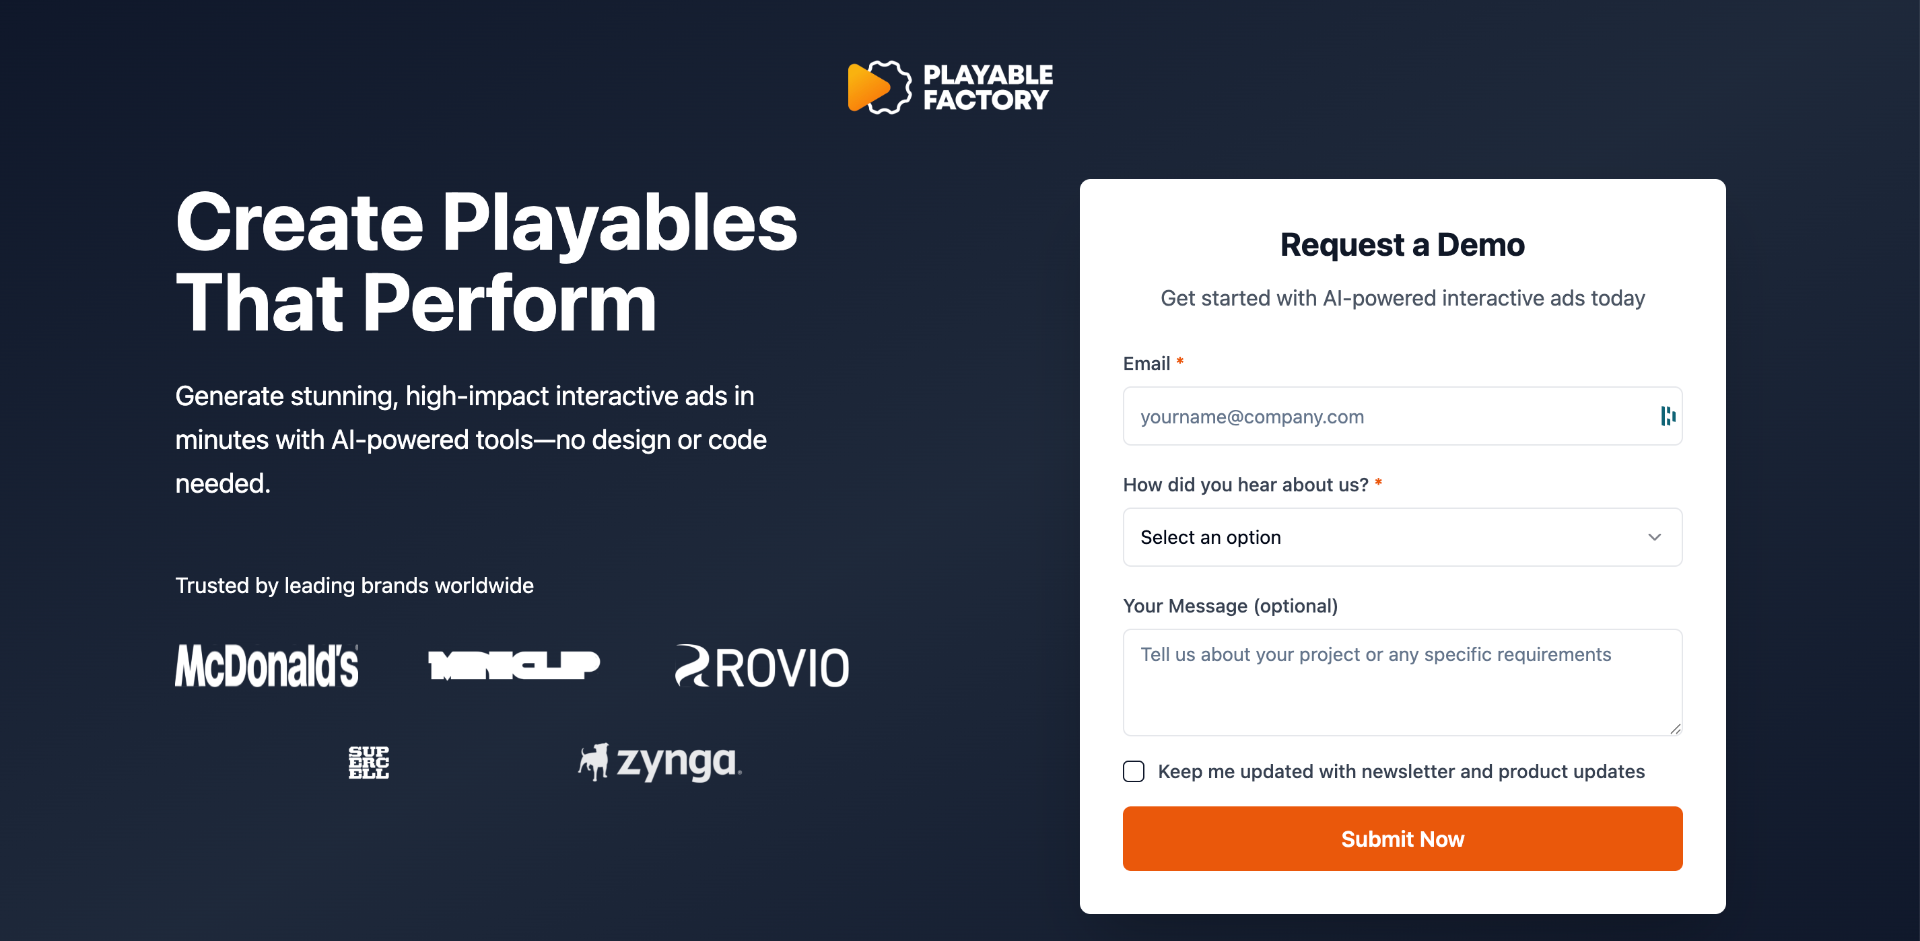 PLAYABLE
FACTORY
Create Playables
That Perform
Generate stunning, high-impact interactive ads in
minutes with AI-powered tools—no design or code
needed.
Trusted by leading brands worldwide
McDonald's
MINICLIP
ROVIO
SUP
ERC
ELL
zynga
Request a Demo
Get started with AI-powered interactive ads today
Email *
yourname@company.com
How did you hear about us? *
Select an option
Your Message (optional)
Tell us about your project or any specific requirements
Keep me updated with newsletter and product updates
Submit Now